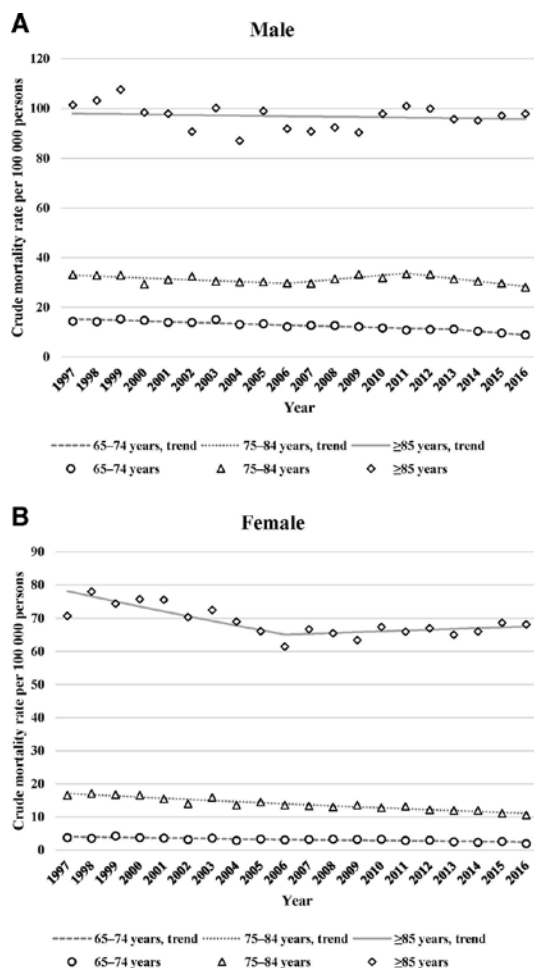 A
Male
Crude mortality rate per 100 000 persons
120
100
80
60
40
20
0
1997 1998 1999 2000 2001 2002 2003 2004 2005 2006 2007 2008 2009 2010 2011 2012 2013 2014 2015 2016
Year
65–74 years, trend 75–84 years, trend ≥85 years, trend
65–74 years 75–84 years ≥85 years
B
Female
Crude mortality rate per 100 000 persons
90
80
70
60
50
40
30
20
10
0
1997 1998 1999 2000 2001 2002 2003 2004 2005 2006 2007 2008 2009 2010 2011 2012 2013 2014 2015 2016
Year
65–74 years, trend 75–84 years, trend ≥85 years, trend
65–74 years 75–84 years ≥85 years